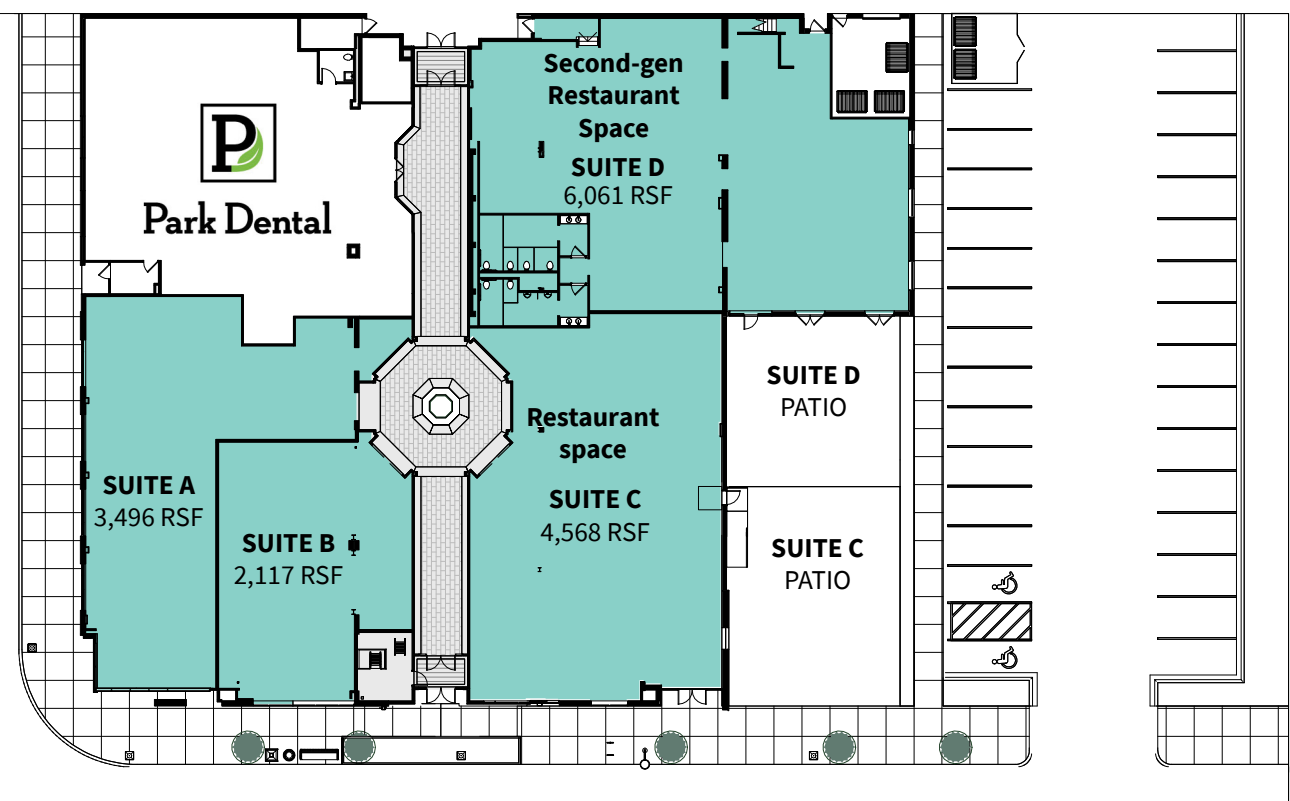 Second-gen
Restaurant
Space
SUITE D
6,061 RSF
P
Park Dental
SUITE D
PATIO
Restaurant
space
SUITE C
4,568 RSF
SUITE A
3,496 RSF
SUITE B
2,117 RSF
SUITE C
PATIO